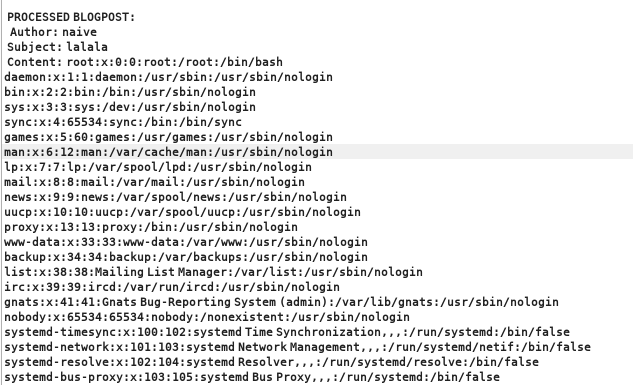 PROCESSED BLOGPOST:
Author: naive
Subject: lalala
Content: root:x:0:0:root:/root:/bin/bash
daemon:x:1:1:daemon:/usr/sbin:/usr/sbin/nologin
bin:x:2:2:bin:/bin:/usr/sbin/nologin
sys:x:3:3:sys:/dev:/usr/sbin/nologin
sync:x:4:65534:sync:/bin:/bin/sync
games:x:5:60:games:/usr/games:/usr/sbin/nologin
man:x:6:12:man:/var/cache/man:/usr/sbin/nologin
lp:x:7:7:lp:/var/spool/lpd:/usr/sbin/nologin
mail:x:8:8:mail:/var/mail:/usr/sbin/nologin
news:x:9:9:news:/var/spool/news:/usr/sbin/nologin
uucp:x:10:10:uucp:/var/spool/uucp:/usr/sbin/nologin
proxy:x:13:13:proxy:/bin:/usr/sbin/nologin
www-data:x:33:33:www-data:/var/www:/usr/sbin/nologin
backup:x:34:34:backup:/var/backups:/usr/sbin/nologin
list:x:38:38:Mailing List Manager:/var/list:/usr/sbin/nologin
irc:x:39:39:ircd:/var/run/ircd:/usr/sbin/nologin
gnats:x:41:41:Gnats Bug-Reporting System (admin):/var/lib/gnats:/usr/sbin/nologin
nobody:x:65534:65534:nobody:/nonexistent:/usr/sbin/nologin
systemd-timesync:x:100:102:systemd Time Synchronization,,,:/run/systemd:/bin/false
systemd-network:x:101:103:systemd Network Management,,,:/run/systemd/netif:/bin/false
systemd-resolve:x:102:104:systemd Resolver,,,:/run/systemd/resolve:/bin/false
systemd-bus-proxy:x:103:105:systemd Bus Proxy,,,:/run/systemd:/bin/false